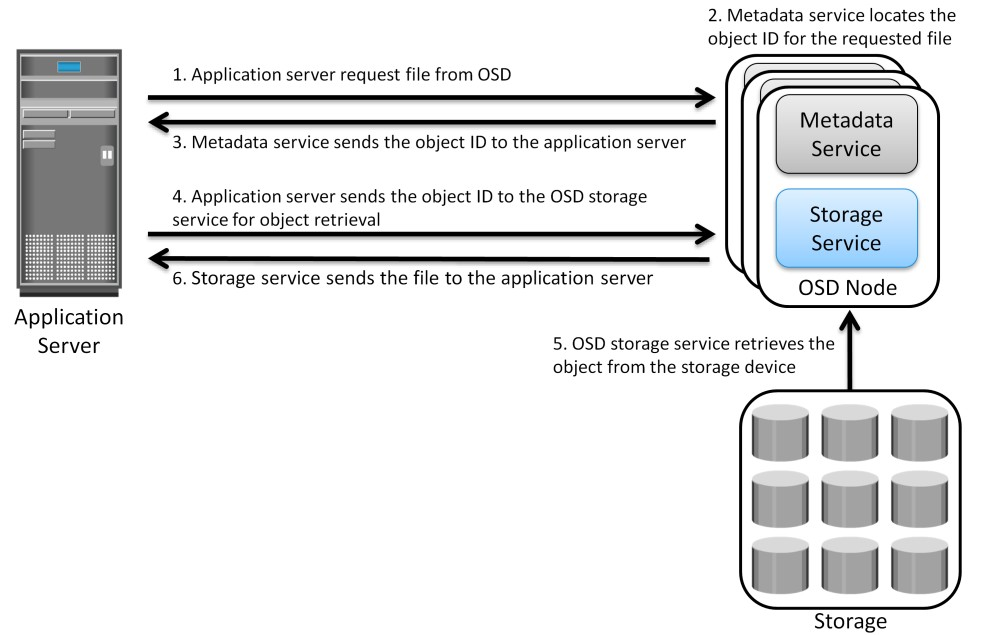 2. Metadata service locates the
object ID for the requested file
1. Application server request file from OSD
3. Metadata service sends the object ID to the application server
4. Application server sends the object ID to the OSD storage
service for object retrieval
6. Storage service sends the file to the application server
Metadata
Service
Storage
Service
OSD Node
Application
Server
5. OSD storage service retrieves the
object from the storage device
Storage